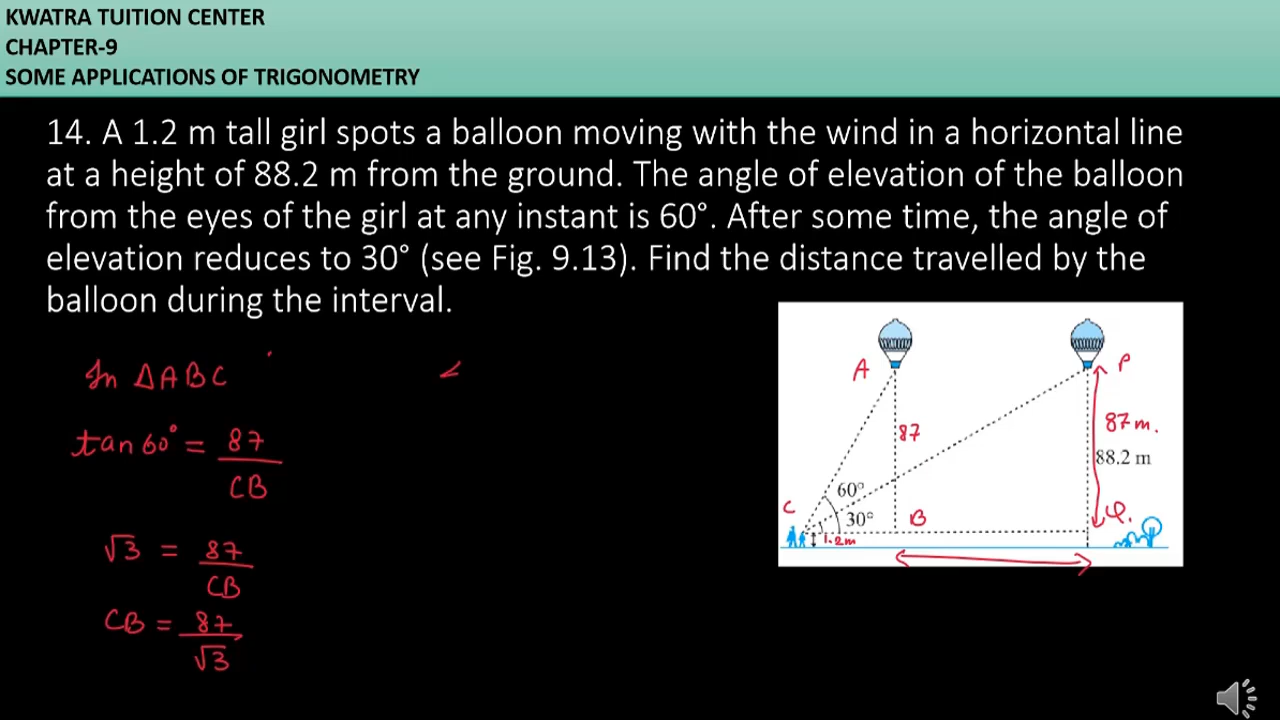 KWATRA TUITION CENTER
CHAPTER-9
SOME APPLICATIONS OF TRIGONOMETRY
14. A 1.2 m tall girl spots a balloon moving with the wind in a horizontal line
at a height of 88.2 m from the ground. The angle of elevation of the balloon
from the eyes of the girl at any instant is 60°. After some time, the angle of
elevation reduces to 30° (see Fig. 9.13). Find the distance travelled by the
balloon during the interval.
In ΔABC
tan60° = 87/CB
√3 = 87/CB
CB = 87/√3
A
P
87
87m.
88.2 m
60°
C
30°
B
Q.
1.2m